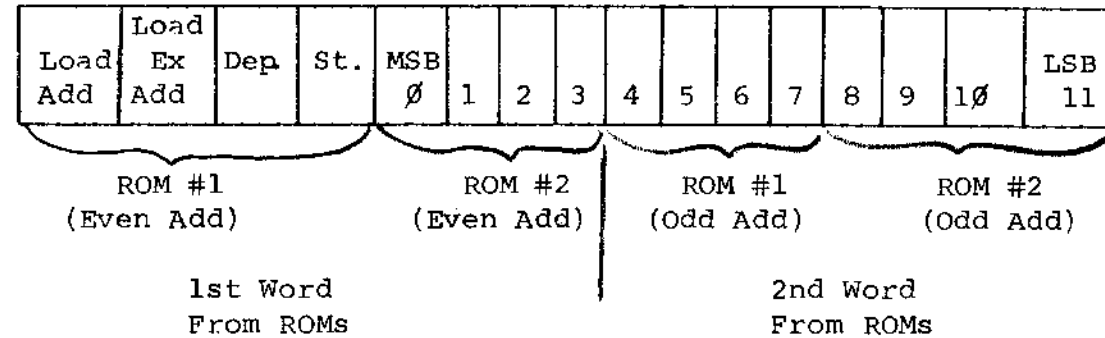 Load Add
Load Ex Add
Dep
St.
MSB Ø
1
2
3
4
5
6
7
8
9
1Ø
LSB 11
ROM #1 ROM #2 ROM #1 ROM #2
(Even Add) (Even Add) (Odd Add) (Odd Add)
1st Word 2nd Word
From ROMs From ROMs